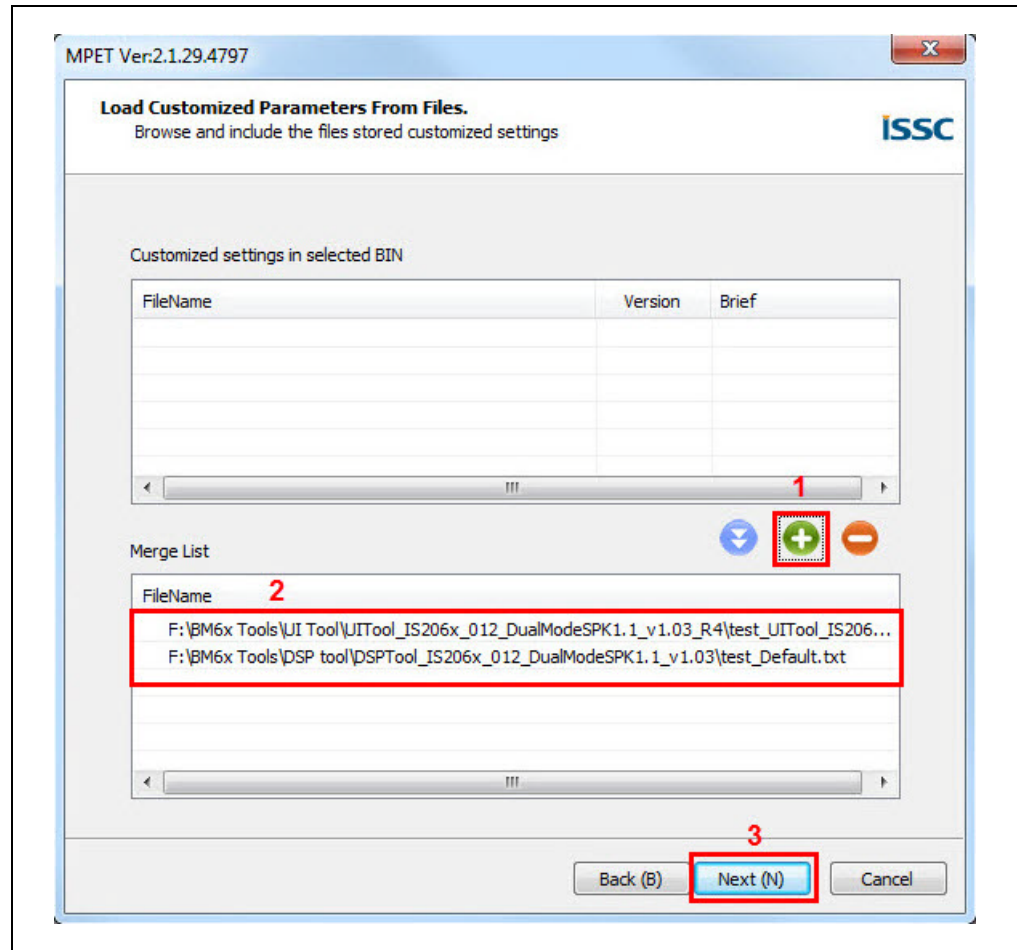 MPET Ver:2.1.29.4797
Load Customized Parameters From Files.
Browse and include the files stored customized settings
ISSC
Customized settings in selected BIN
FileName Version Brief
1
Merge List
FileName 2
F:\BM6x Tools\UI Tool\UITool_IS206x_012_DualModeSPK1.1_v1.03_R4\test_UITool_IS206...
F:\BM6x Tools\DSP tool\DSPTool_IS206x_012_DualModeSPK1.1_v1.03\test_Default.txt
3
Back (B) Next (N) Cancel